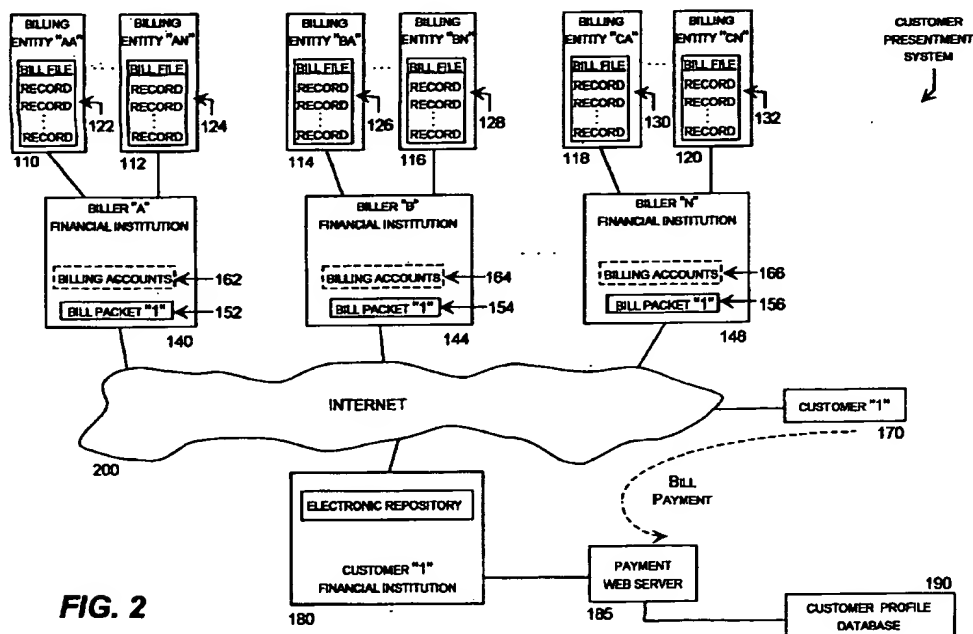 BILLING
ENTITY "AA"
BILL FILE
RECORD
RECORD
RECORD
122
110
BILLING
ENTITY "AN"
BILL FILE
RECORD
RECORD
RECORD
124
112
BILLING
ENTITY "BA"
BILL FILE
RECORD
RECORD
RECORD
126
114
BILLING
ENTITY "BN"
BILL FILE
RECORD
RECORD
RECORD
128
116
BILLING
ENTITY "CA"
BILL FILE
RECORD
RECORD
RECORD
130
118
BILLING
ENTITY "CN"
BILL FILE
RECORD
RECORD
RECORD
132
120
CUSTOMER
PRESENTMENT
SYSTEM
BILLER "A"
FINANCIAL INSTITUTION
BILLING ACCOUNTS
162
BILL PACKET "1"
152
140
BILLER "B"
FINANCIAL INSTITUTION
BILLING ACCOUNTS
164
BILL PACKET "1"
154
144
BILLER "N"
FINANCIAL INSTITUTION
BILLING ACCOUNTS
166
BILL PACKET "1"
156
148
INTERNET
200
CUSTOMER "1"
170
BILL
PAYMENT
ELECTRONIC REPOSITORY
CUSTOMER "1"
FINANCIAL INSTITUTION
180
PAYMENT
WEB SERVER
185
190
CUSTOMER PROFILE
DATABASE
FIG. 2